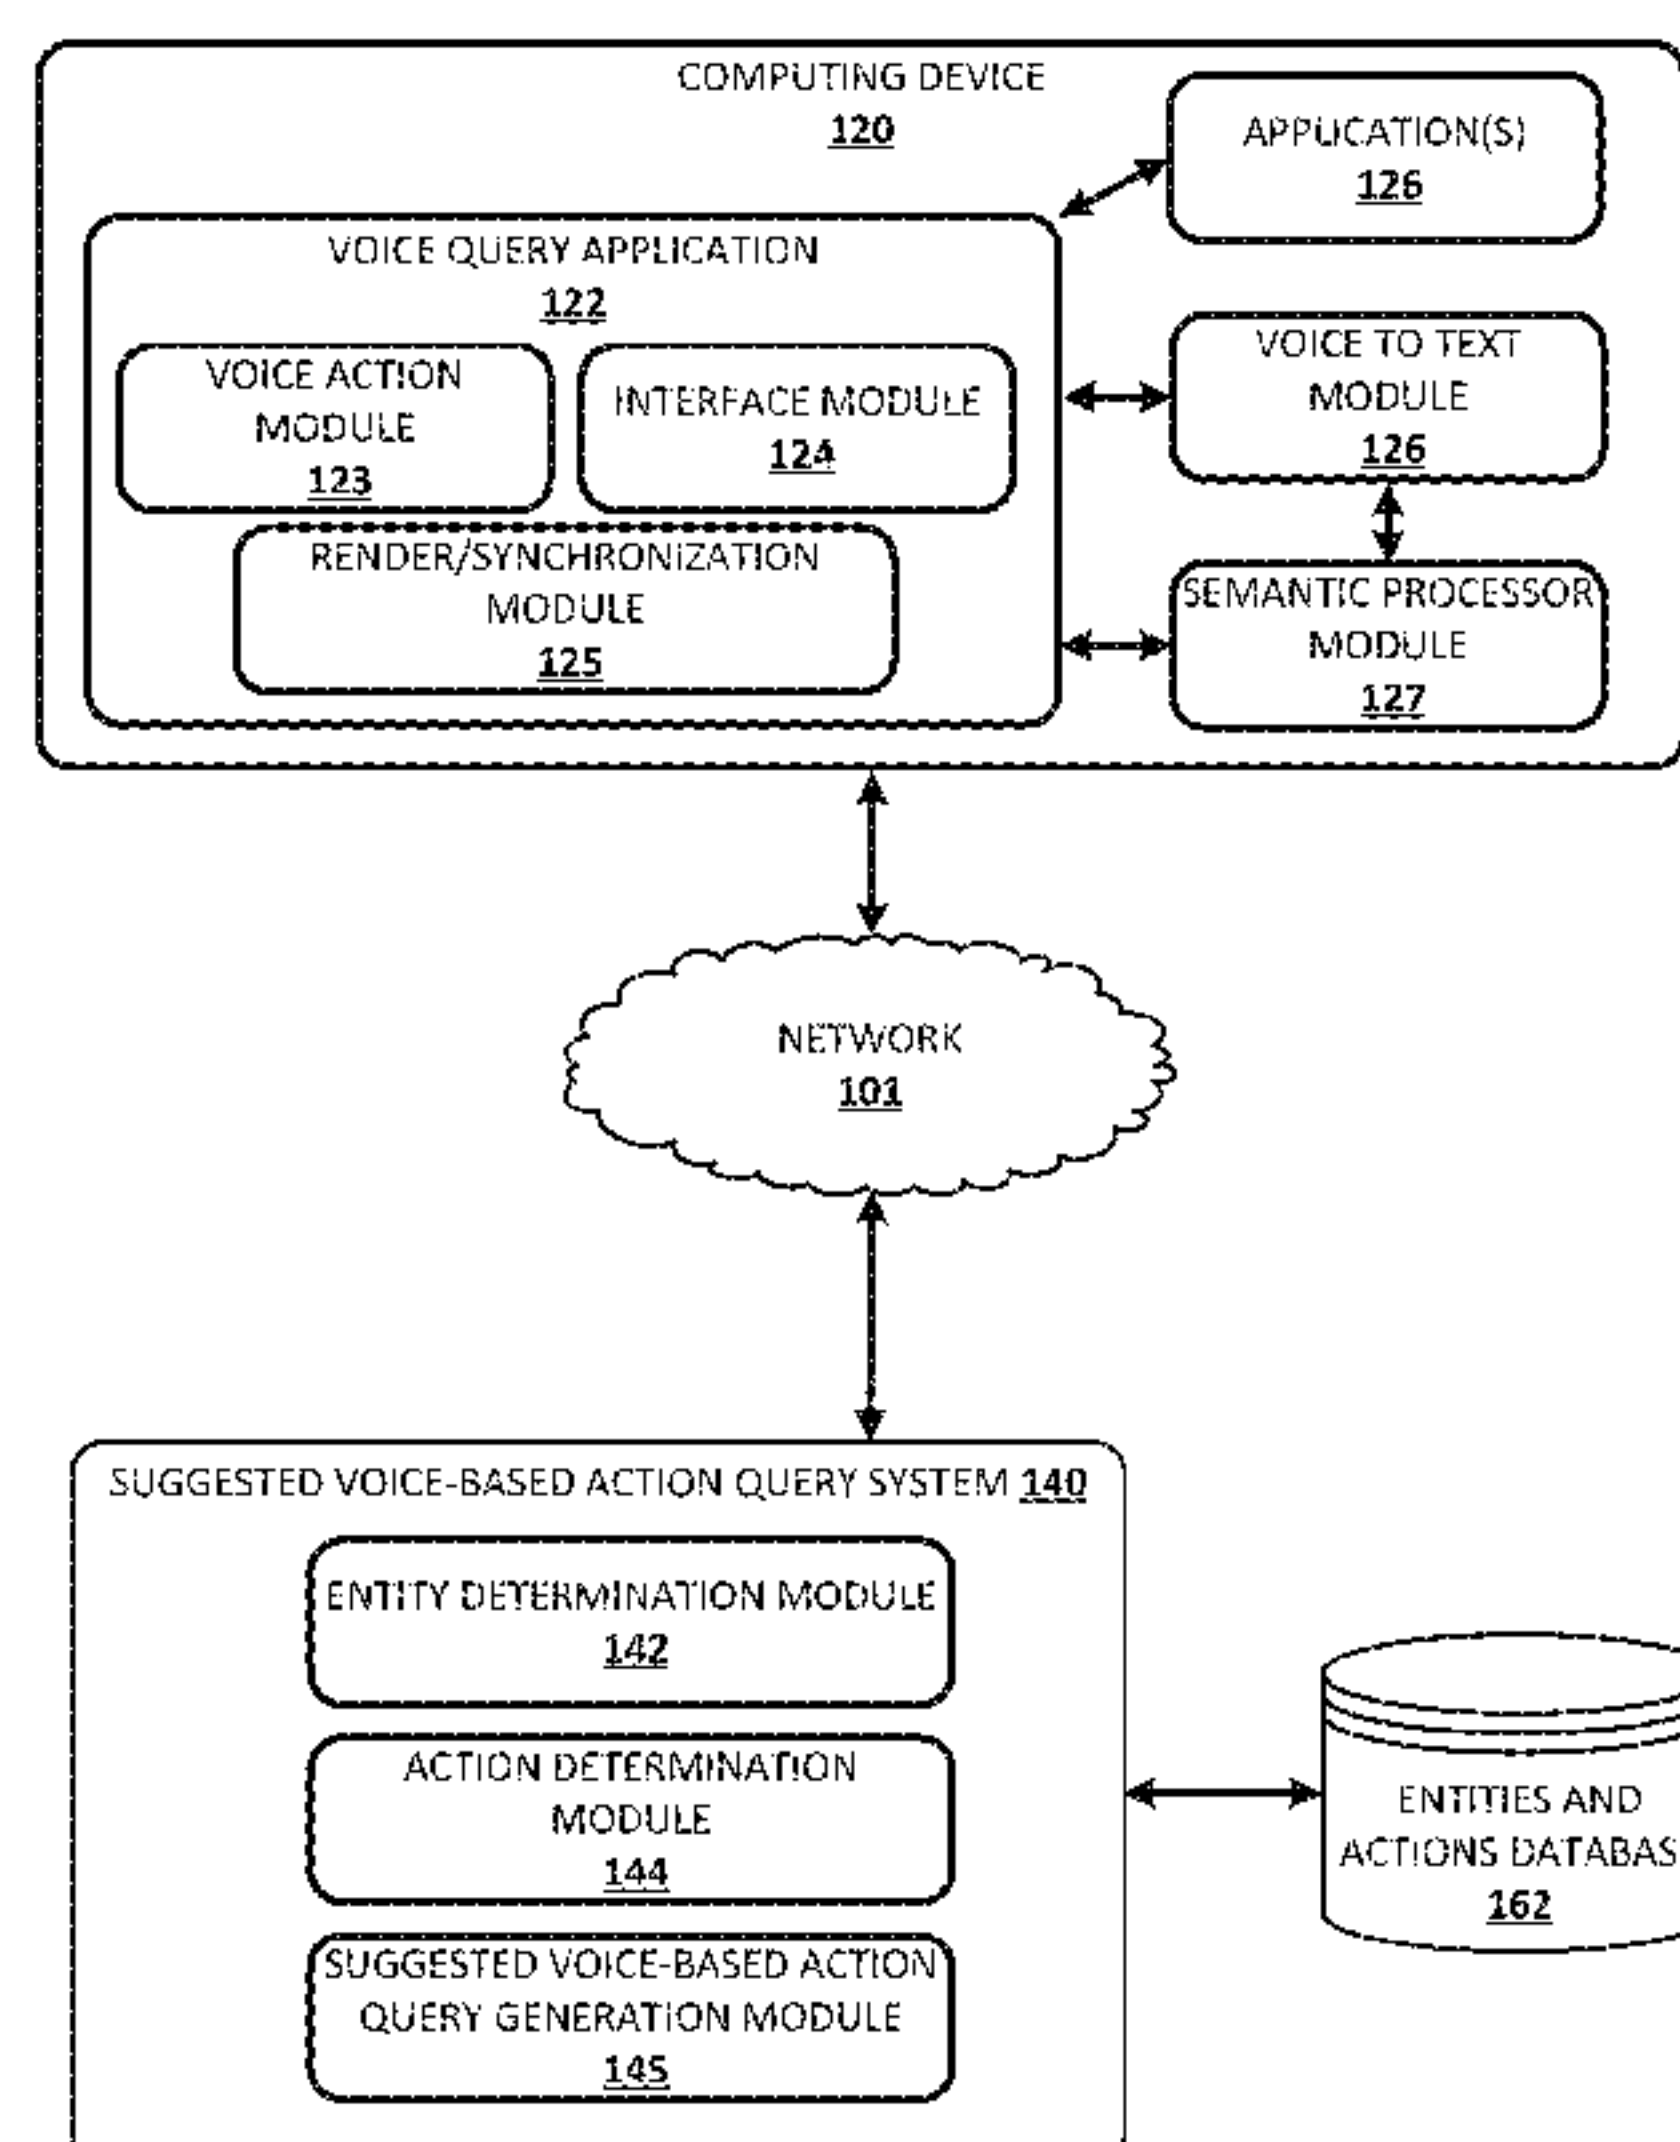 COMPUTING DEVICE
120
APPLICATION(S)
126
VOICE QUERY APPLICATION
122
VOICE ACTION
MODULE
123
INTERFACE MODULE
124
RENDER/SYNCHRONIZATION
MODULE
125
VOICE TO TEXT
MODULE
126
SEMANTIC PROCESSOR
MODULE
127
NETWORK
101
SUGGESTED VOICE-BASED ACTION QUERY SYSTEM 140
ENTITY DETERMINATION MODULE
142
ACTION DETERMINATION
MODULE
144
SUGGESTED VOICE-BASED ACTION
QUERY GENERATION MODULE
145
ENTITIES AND
ACTIONS DATABAS
162